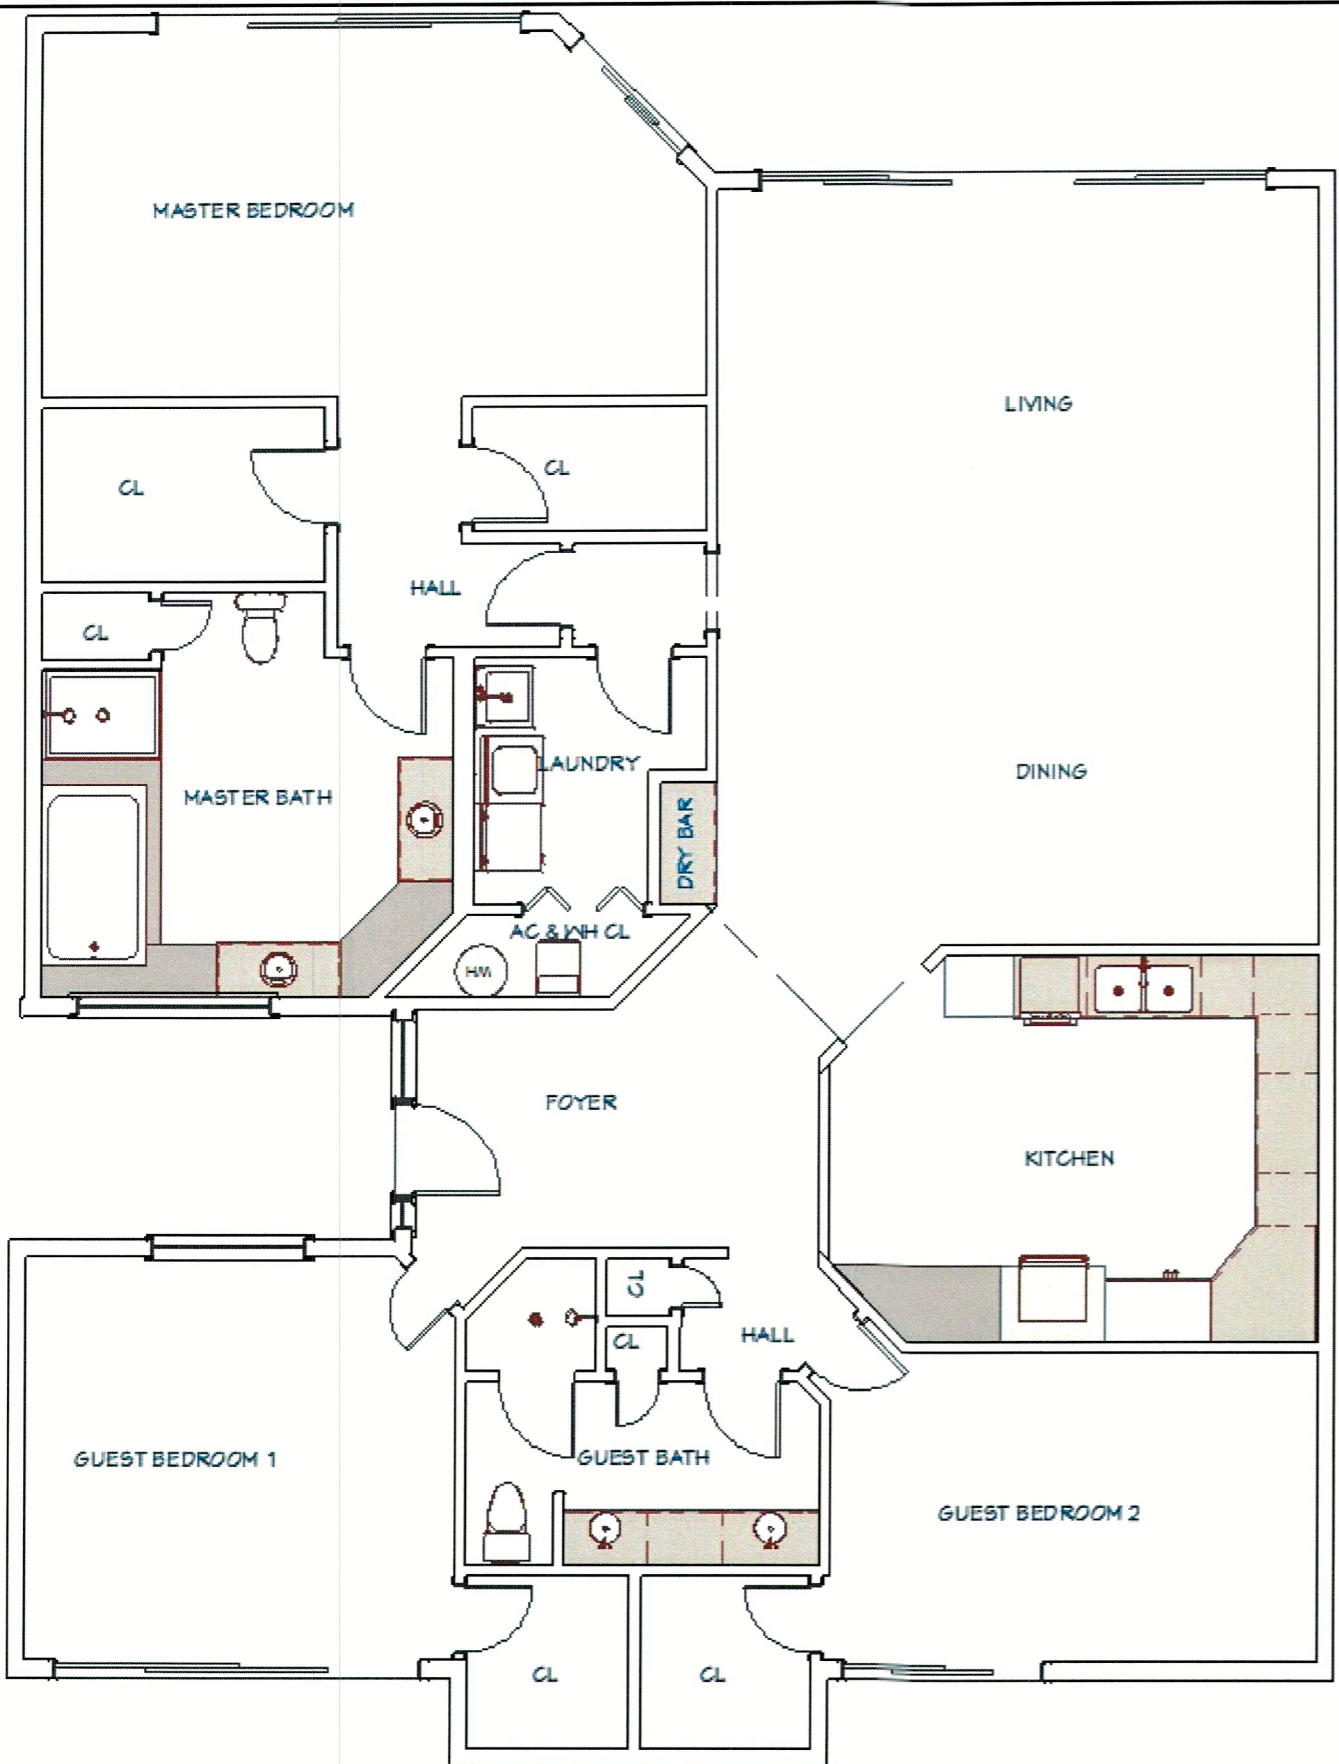 MASTER BEDROOM
LIVING
CL
CL
HALL
CL
LAUNDRY
DINING
MASTER BATH
DRY BAR
AC & WH CL
HW
FOYER
KITCHEN
CL
CL
HALL
GUEST BEDROOM 1
GUEST BATH
GUEST BEDROOM 2
CL
CL